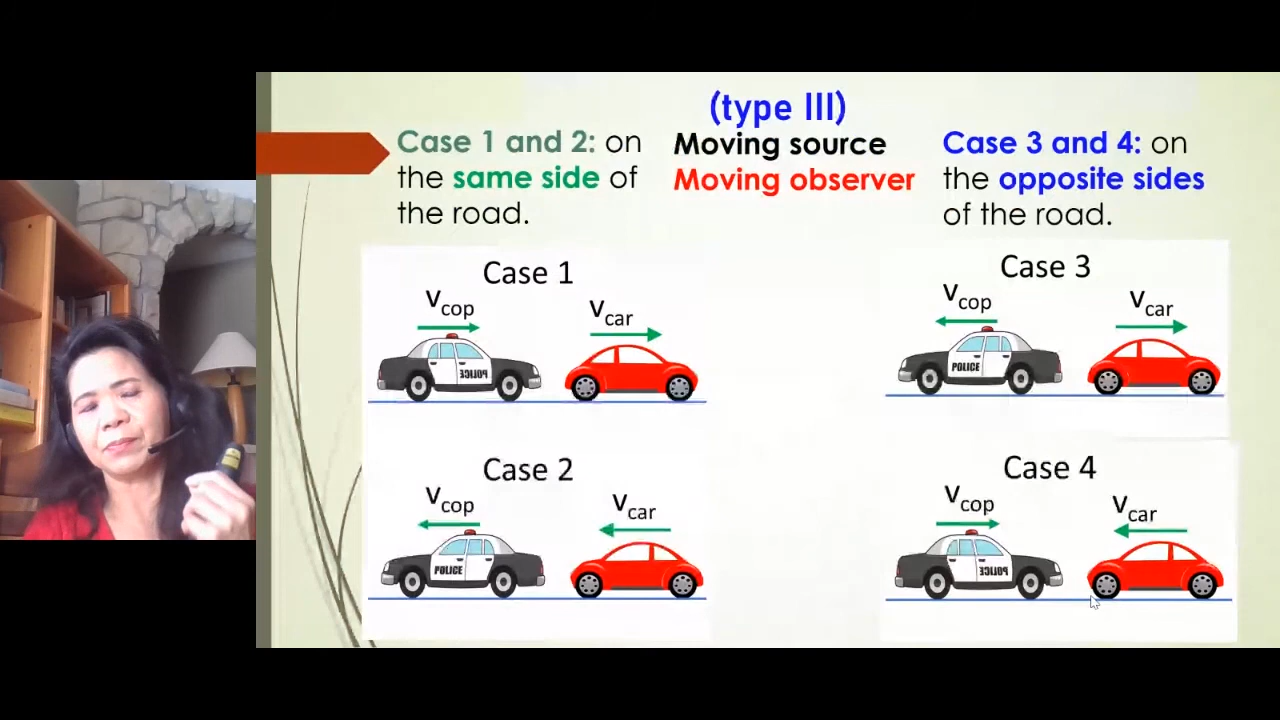 (type III)
Case 1 and 2: on
the same side of
the road.
Moving source
Moving observer
Case 3 and 4: on
the opposite sides
of the road.
Case 1
Vcop
Vcar
POLICE
Case 2
Vcop
Vcar
POLICE
Case 3
Vcop
Vcar
POLICE
Case 4
Vcop
Vcar
POLICE